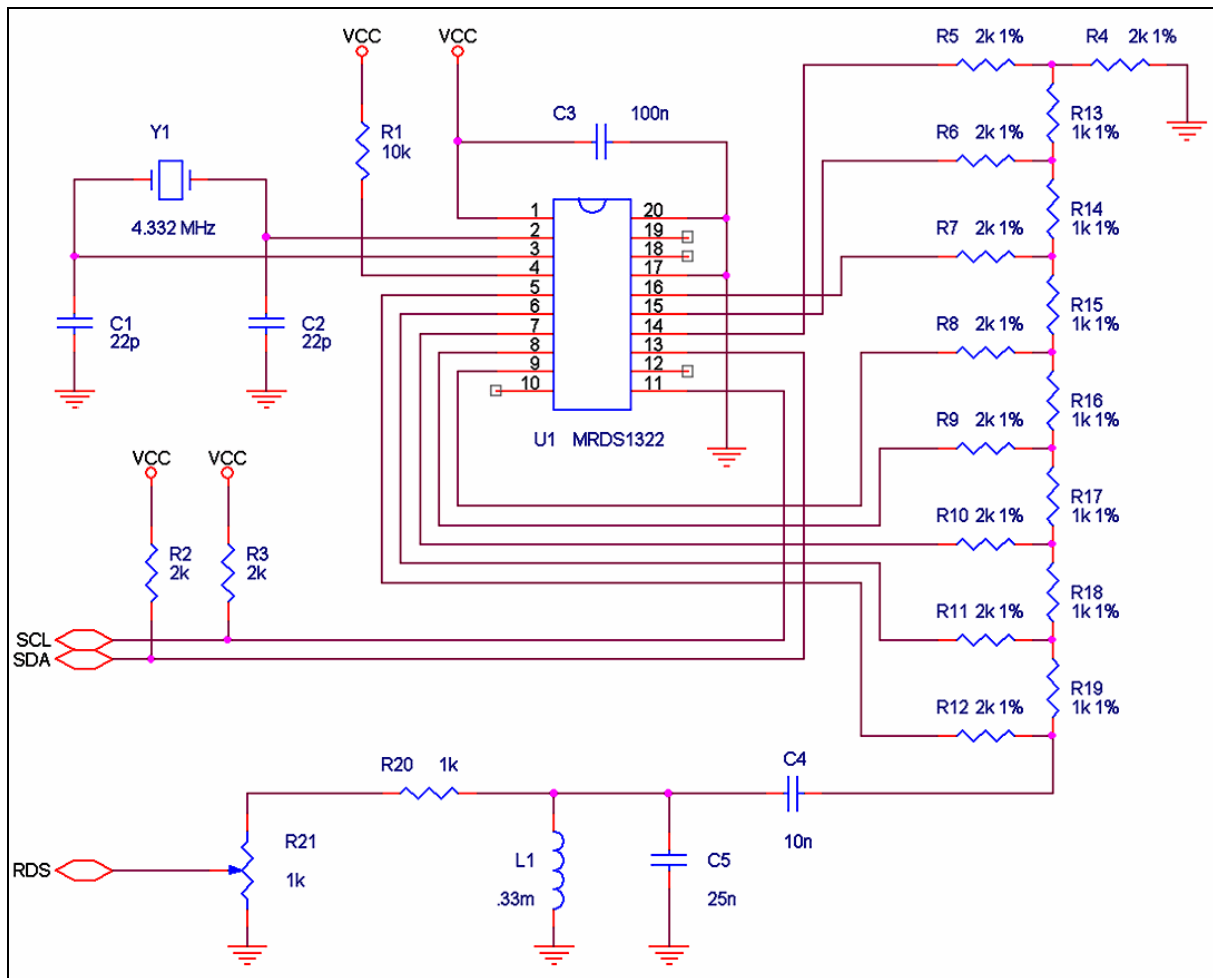 R5 2k 1% R4 2k 1%
VCC VCC
C3 100n
R13
1k 1%
Y1
R1
10k
R6 2k 1%
4.332 MHz
R14
1k 1%
R7 2k 1%
1 20
2 19
3 18
4 17
5 16
6 15
7 14
8 13
9 12
10 11
R15
1k 1%
C1
22p
C2
22p
R8 2k 1%
R16
1k 1%
R9 2k 1%
U1 MRDS1322
VCC VCC
R17
1k 1%
R10 2k 1%
R2
2k
R3
2k
R18
1k 1%
R11 2k 1%
SCL
SDA
R19
1k 1%
R12 2k 1%
R20 1k
C4
10n
R21
1k
RDS
L1
.33m
C5
25n